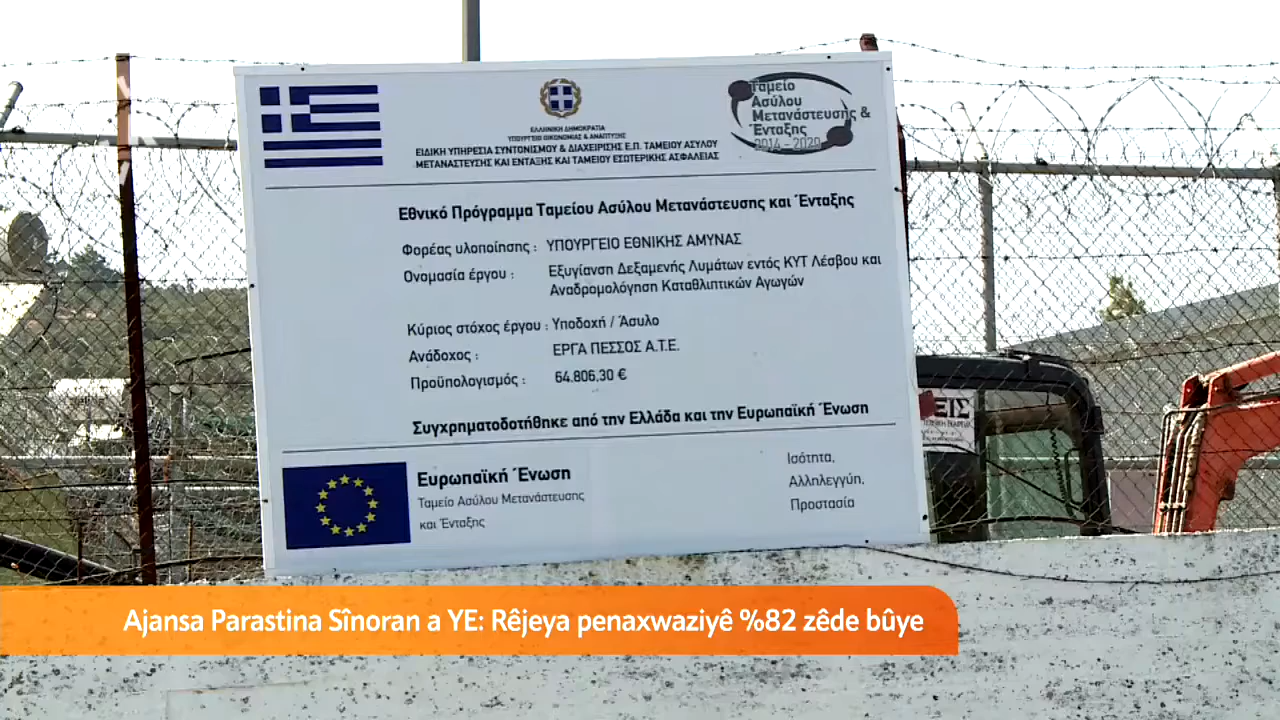 ΕΛΛΗΝΙΚΗ ΔΗΜΟΚΡΑΤΙΑ
ΥΠΟΥΡΓΕΙΟ ΟΙΚΟΝΟΜΙΑΣ & ΑΝΑΠΤΥΞΗΣ
ΕΙΔΙΚΗ ΥΠΗΡΕΣΙΑ ΣΥΝΤΟΝΙΣΜΟΥ & ΔΙΑΧΕΙΡΙΣΗΣ Ε.Π. ΤΑΜΕΙΟΥ ΑΣΥΛΟΥ
ΜΕΤΑΝΑΣΤΕΥΣΗΣ ΚΑΙ ΕΝΤΑΞΗΣ ΚΑΙ ΤΑΜΕΙΟΥ ΕΣΩΤΕΡΙΚΗΣ ΑΣΦΑΛΕΙΑΣ
Ταμείο
Ασύλου
Μετανάστευσης &
Ένταξης
2014 - 2020
Εθνικό Πρόγραμμα Ταμείου Ασύλου Μετανάστευσης και Ένταξης
Φορέας υλοποίησης : ΥΠΟΥΡΓΕΙΟ ΕΘΝΙΚΗΣ ΑΜΥΝΑΣ
Ονομασία έργου : Εξυγίανση Δεξαμενής Λυμάτων εντός ΚΥΤ Λέσβου και
Αναδρομολόγηση Καταθλιπτικών Αγωγών
Κύριος στόχος έργου : Υποδοχή / Άσυλο
Ανάδοχος : ΕΡΓΑ ΠΕΣΣΟΣ Α.Τ.Ε.
Προϋπολογισμός : 64.806,30 €
Συγχρηματοδοτήθηκε από την Ελλάδα και την Ευρωπαϊκή Ένωση
Ευρωπαϊκή Ένωση
Ταμείο Ασύλου Μετανάστευσης
και Ένταξης
Ισότητα,
Αλληλεγγύη,
Προστασία
ΕΙΣ
Ajansa Parastina Sînoran a YE: Rêjeya penaxwaziyê %82 zêde bûye